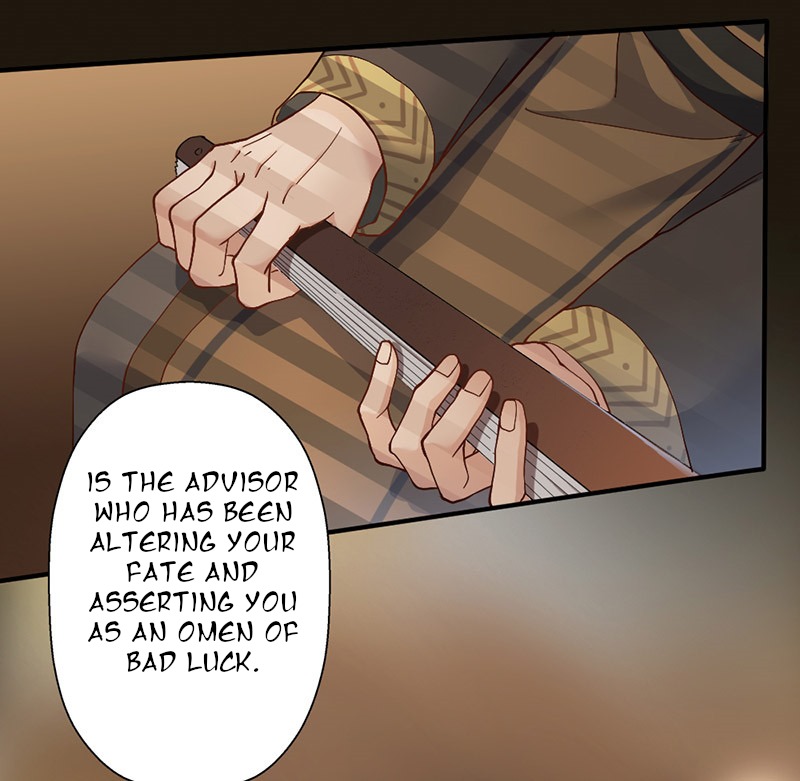 IS THE ADVISOR
WHO HAS BEEN
ALTERING YOUR
FATE AND
ASSERTING YOU
AS AN OMEN OF
BAD LUCK.